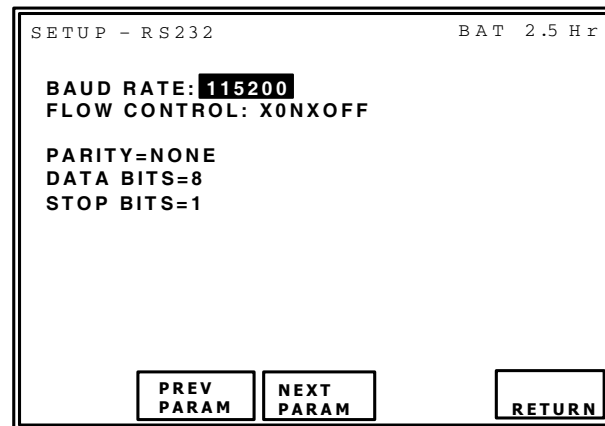 SETUP – RS232 BAT 2.5 Hr
BAUD RATE: 115200
FLOW CONTROL: X0NXOFF
PARITY=NONE
DATA BITS=8
STOP BITS=1
PREV PARAM
NEXT PARAM
RETURN